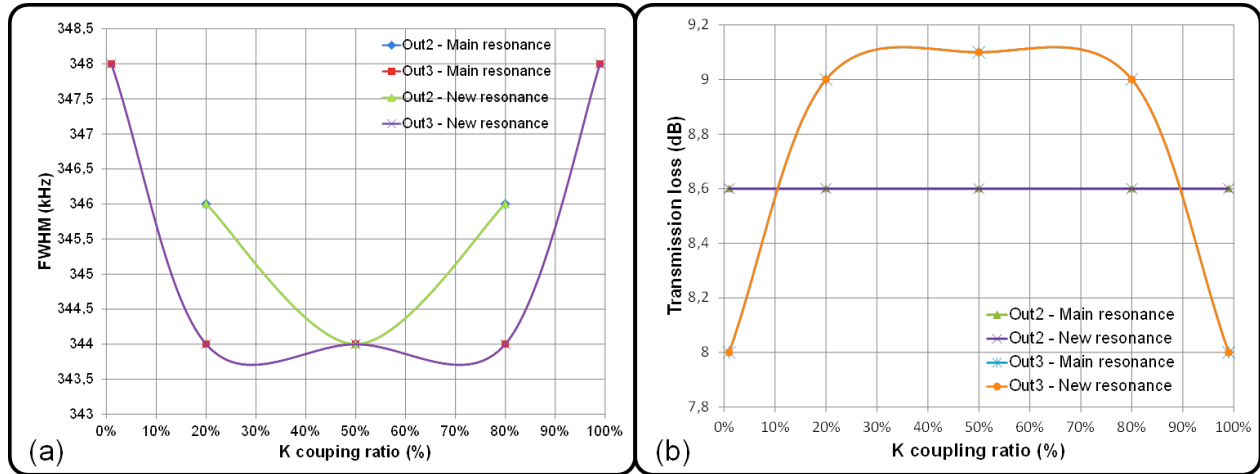 348,5
348
347,5
347
346,5
346
345,5
345
344,5
344
343,5
343
FWHM (kHz)
Out2 - Main resonance
Out3 - Main resonance
Out2 - New resonance
Out3 - New resonance
0% 10% 20% 30% 40% 50% 60% 70% 80% 90% 100%
K couping ratio (%)
(a)
9,2
9
8,8
8,6
8,4
8,2
8
7,8
Transmission loss (dB)
Out2 - Main resonance
Out2 - New resonance
Out3 - Main resonance
Out3 - New resonance
0% 10% 20% 30% 40% 50% 60% 70% 80% 90% 100%
K coupling ratio (%)
(b)